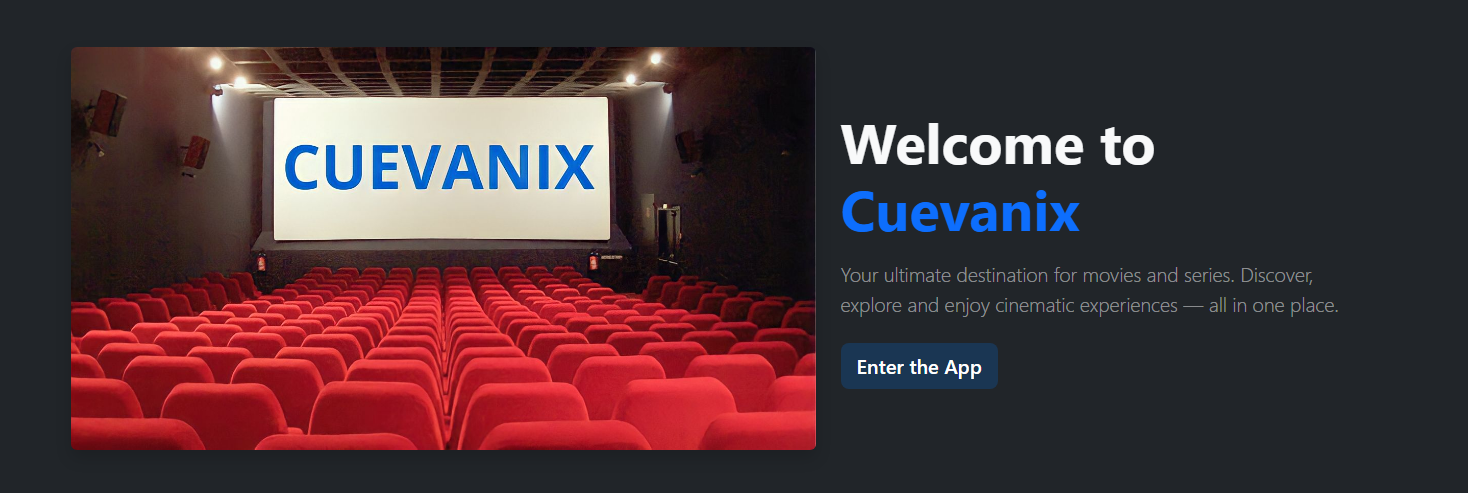 CUEVANIX
Welcome to
Cuevanix
Your ultimate destination for movies and series. Discover,
explore and enjoy cinematic experiences — all in one place.
Enter the App